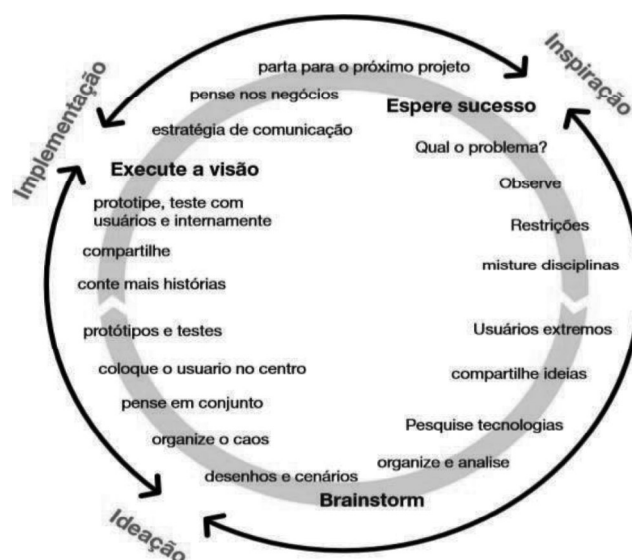 Inspiração
Espere sucesso
Qual o problema?
Observe
Restrições
misture disciplinas
Usuários extremos
compartilhe ideias
Pesquise tecnologias
organize e analise
Brainstorm
Ideação
desenhos e cenários
organize o caos
pense em conjunto
coloque o usuario no centro
protótipos e testes
conte mais histórias
compartilhe
prototipe, teste com
usuários e internamente
Execute a visão
Implementação
estratégia de comunicação
pense nos negócios
parta para o próximo projeto